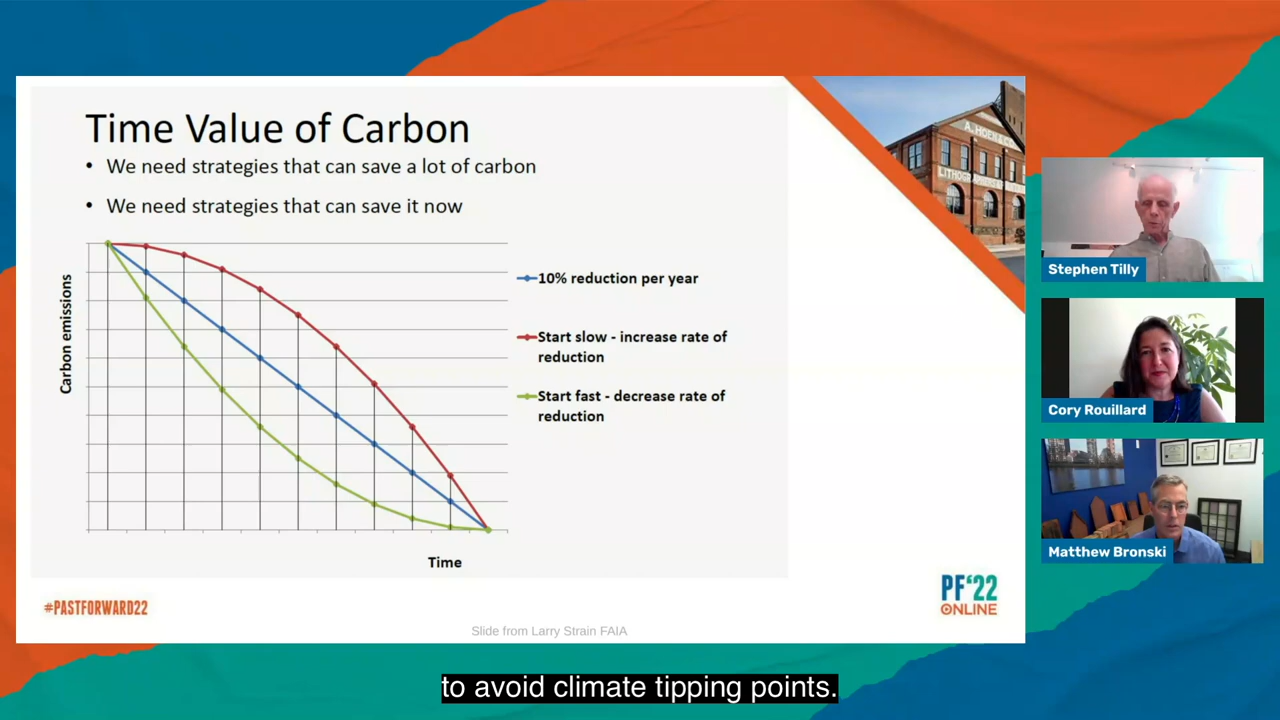 Time Value of Carbon
• We need strategies that can save a lot of carbon
• We need strategies that can save it now
Carbon emissions
10% reduction per year
Start slow - increase rate of
reduction
Start fast - decrease rate of
reduction
Time
#PASTFORWARD22
PF'22
ONLINE
Slide from Larry Strain FAIA
A. HOEN & CO.
Stephen Tilly
Cory Rouillard
Matthew Bronski
to avoid climate tipping points.